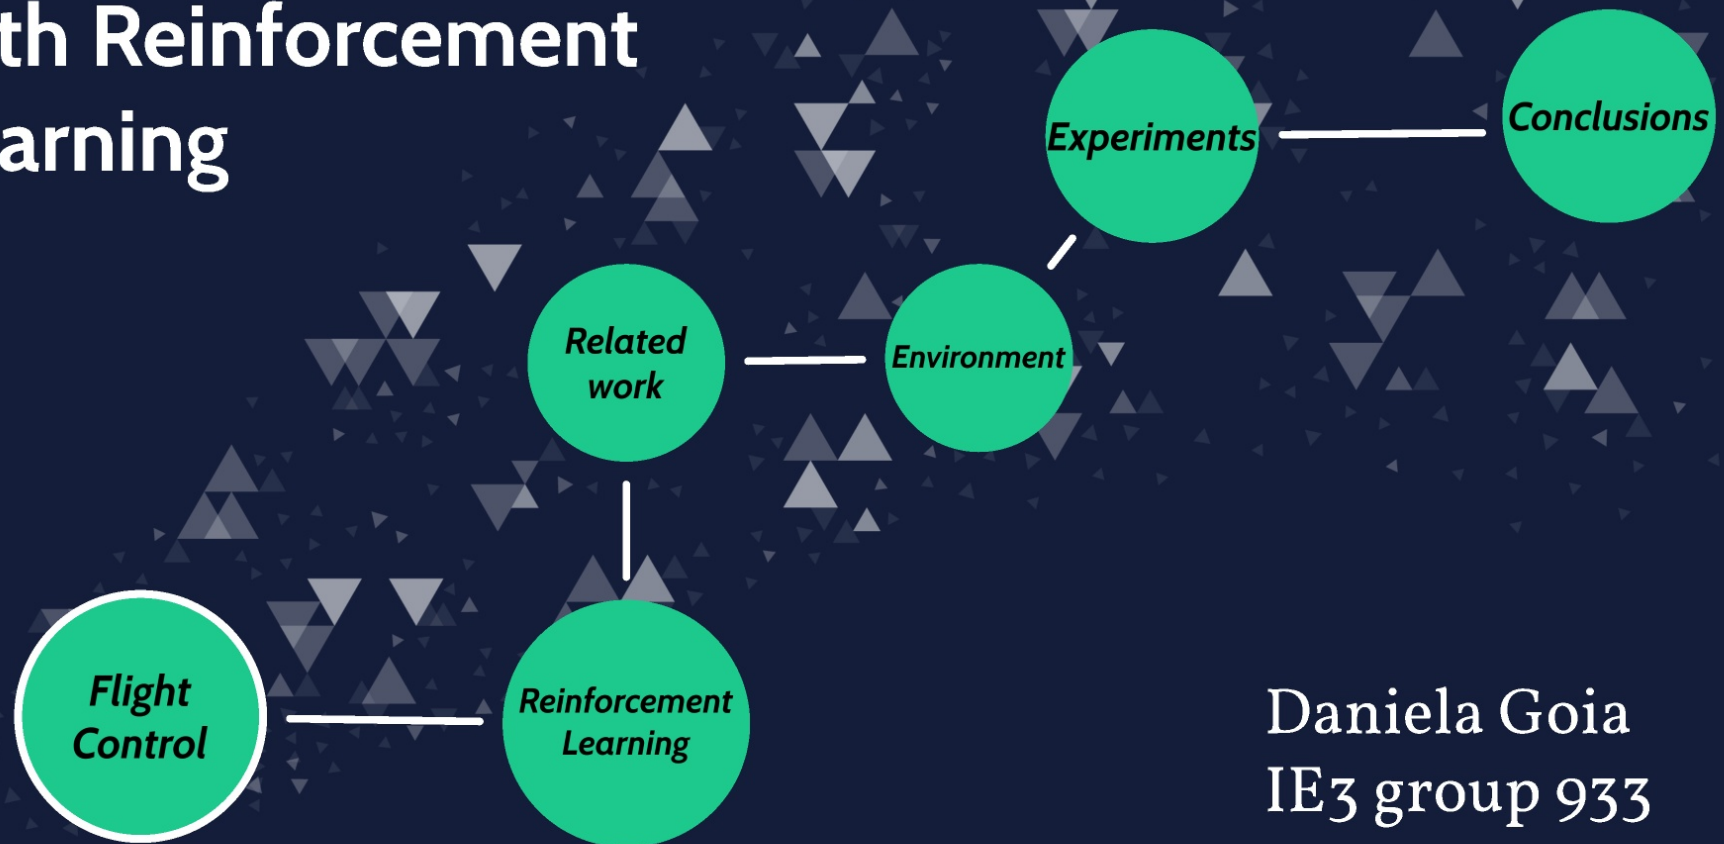 th Reinforcement
arning
Experiments
Conclusions
Related
work
Environment
Flight
Control
Reinforcement
Learning
Daniela Goia
IE3 group 933